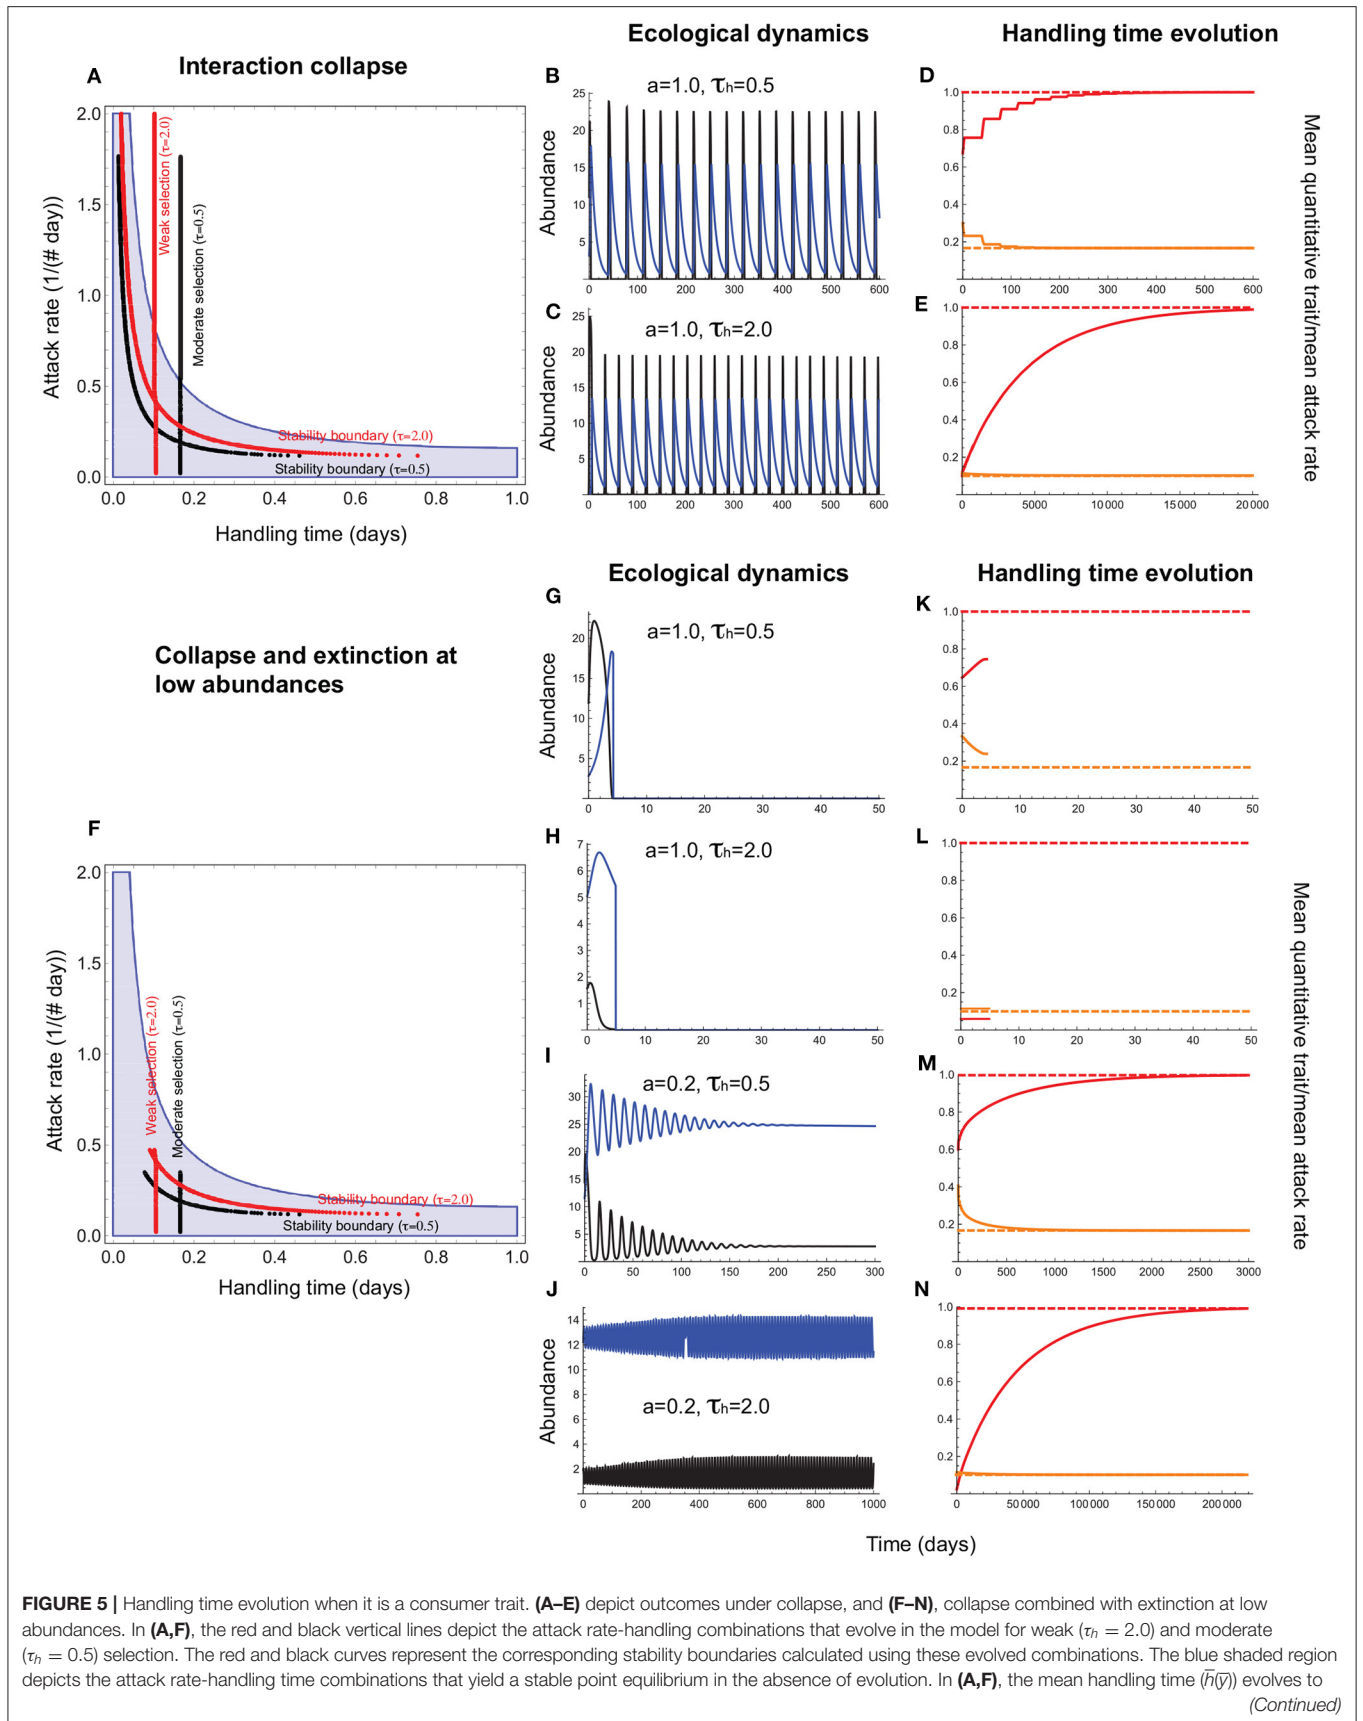 Interaction collapse
Ecological dynamics
Handling time evolution
A
2.0
1.5
1.0
0.5
0.0
Attack rate (1/(# day))
Weak selection (τ=2.0)
Moderate selection (τ=0.5)
Stability boundary (τ=2.0)
Stability boundary (τ=0.5)
0.0 0.2 0.4 0.6 0.8 1.0
Handling time (days)
B
a=1.0, τh=0.5
25
20
15
10
5
Abundance
0 100 200 300 400 500 600
D
1.0
0.8
0.6
0.4
0.2
0 100 200 300 400 500 600
C
a=1.0, τh=2.0
25
20
15
10
5
Abundance
0 100 200 300 400 500 600
E
1.0
0.8
0.6
0.4
0.2
0 5000 10000 15000 20000
Mean quantitative trait/mean attack rate
Ecological dynamics
Handling time evolution
Collapse and extinction at
low abundances
G
a=1.0, τh=0.5
20
15
10
5
Abundance
0 10 20 30 40 50
K
1.0
0.8
0.6
0.4
0.2
0 10 20 30 40 50
F
2.0
1.5
1.0
0.5
0.0
Attack rate (1/(# day))
Weak selection (τ=2.0)
Moderate selection (τ=0.5)
Stability boundary (τ=2.0)
Stability boundary (τ=0.5)
0.0 0.2 0.4 0.6 0.8 1.0
Handling time (days)
H
a=1.0, τh=2.0
7
6
5
4
3
2
1
0 10 20 30 40 50
L
1.0
0.8
0.6
0.4
0.2
0 10 20 30 40 50
I
a=0.2, τh=0.5
30
25
20
15
10
5
0 50 100 150 200 250 300
M
1.0
0.8
0.6
0.4
0.2
0 500 1000 1500 2000 2500 3000
J
a=0.2, τh=2.0
14
12
10
8
6
4
2
Abundance
0 200 400 600 800 1000
N
1.0
0.8
0.6
0.4
0.2
0 50000 100000 150000 200000
Mean quantitative trait/mean attack rate
Time (days)
FIGURE 5 | Handling time evolution when it is a consumer trait. (A–E) depict outcomes under collapse, and (F–N), collapse combined with extinction at low
abundances. In (A,F), the red and black vertical lines depict the attack rate-handling combinations that evolve in the model for weak (τh = 2.0) and moderate
(τh = 0.5) selection. The red and black curves represent the corresponding stability boundaries calculated using these evolved combinations. The blue shaded region
depicts the attack rate-handling time combinations that yield a stable point equilibrium in the absence of evolution. In (A,F), the mean handling time (h̅(y̅)) evolves to
(Continued)